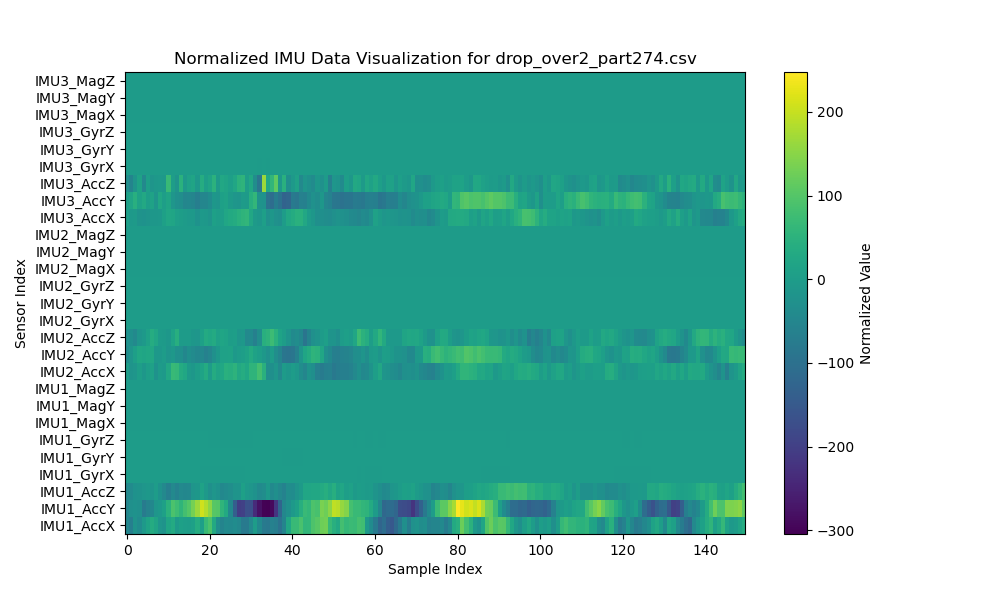 Normalized IMU Data Visualization for drop_over2_part274.csv
IMU3_MagZ
IMU3_MagY
IMU3_MagX
IMU3_GyrZ
IMU3_GyrY
IMU3_GyrX
IMU3_AccZ
IMU3_AccY
IMU3_AccX
IMU2_MagZ
IMU2_MagY
IMU2_MagX
IMU2_GyrZ
IMU2_GyrY
IMU2_GyrX
IMU2_AccZ
IMU2_AccY
IMU2_AccX
IMU1_MagZ
IMU1_MagY
IMU1_MagX
IMU1_GyrZ
IMU1_GyrY
IMU1_GyrX
IMU1_AccZ
IMU1_AccY
IMU1_AccX
Sensor Index
0 20 40 60 80 100 120 140
Sample Index
200
100
0
−100
−200
−300
Normalized Value